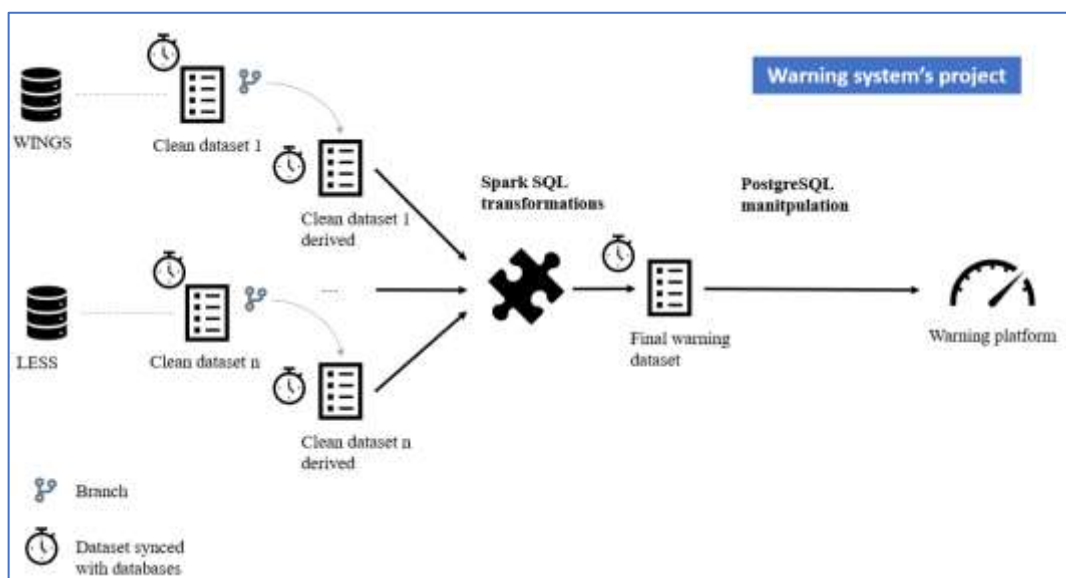 Warning system's project
WINGS
Clean dataset 1
Clean dataset 1
derived
Spark SQL
transformations
PostgreSQL
manitpulation
...
LESS
Clean dataset n
Clean dataset n
derived
Final warning
dataset
Warning platform
Branch
Dataset synced
with databases